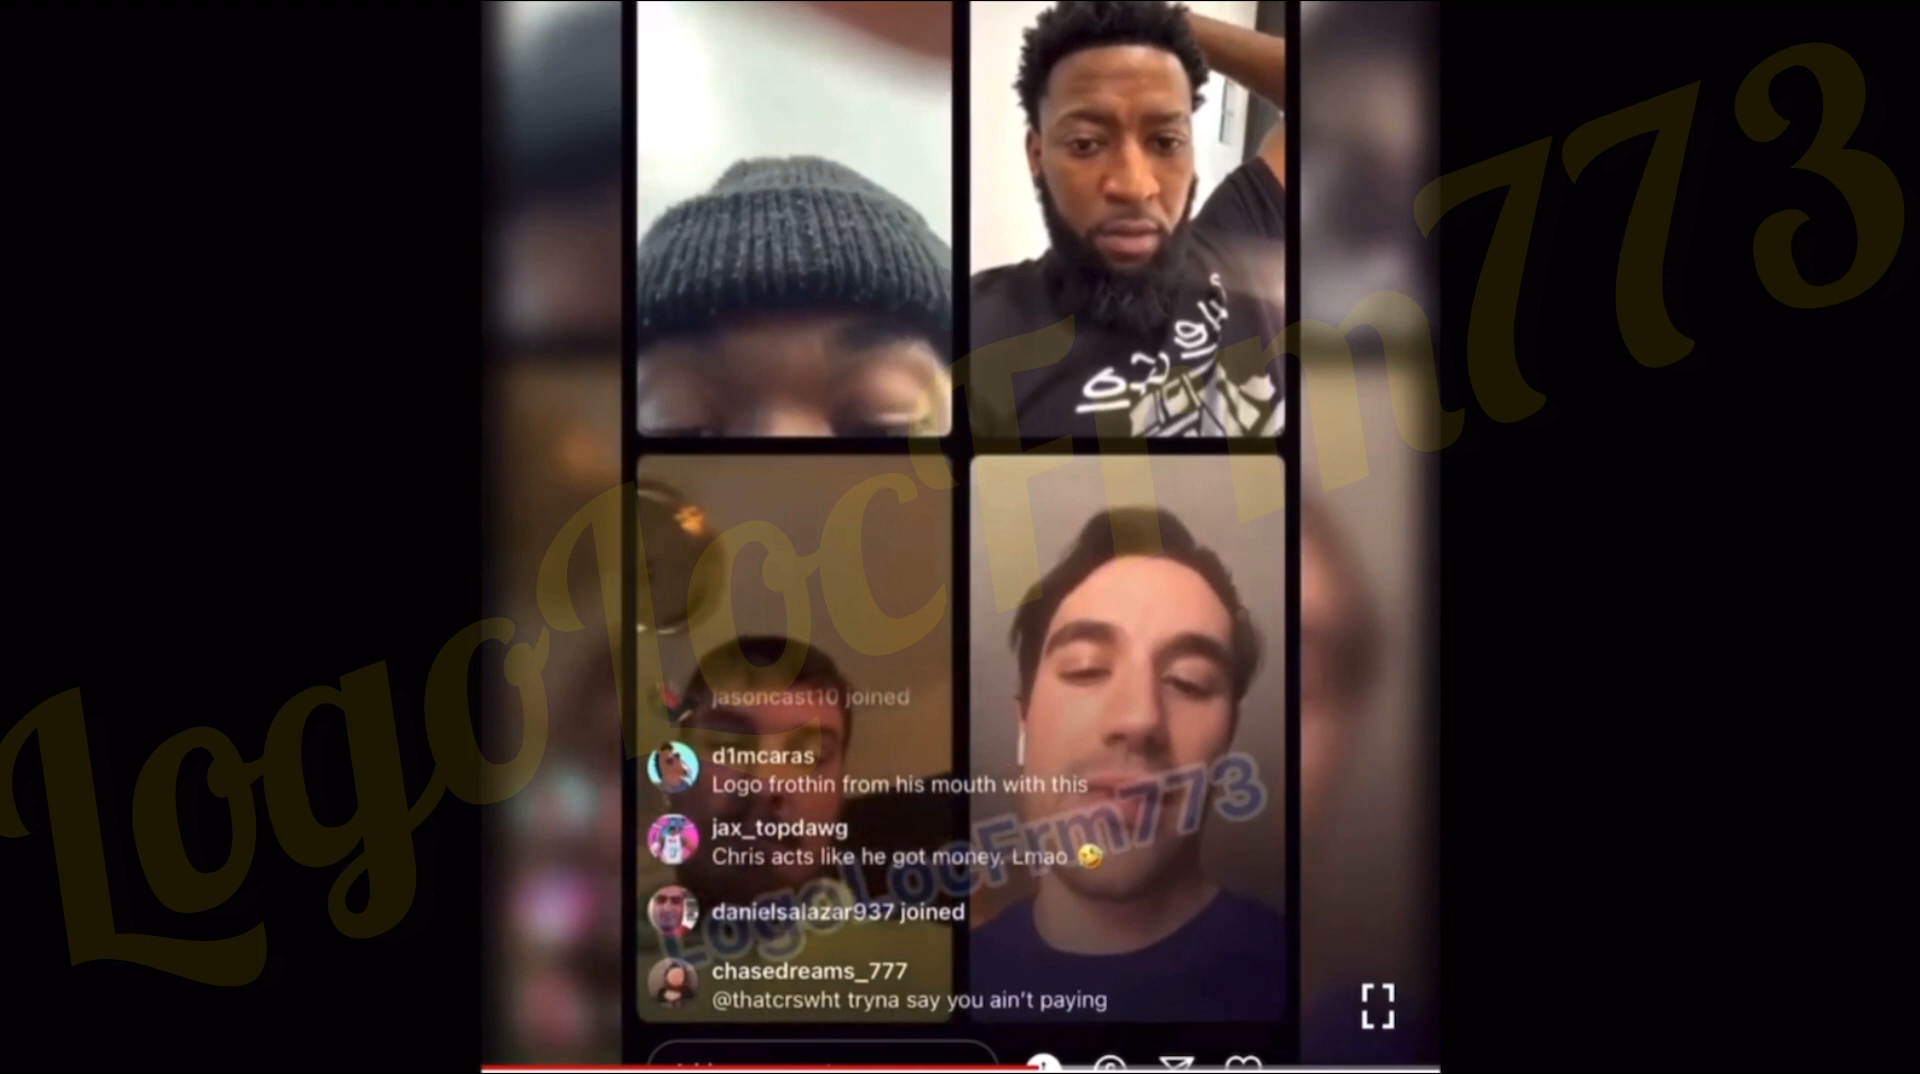 LogoLocFrm773
jasoncast10 joined
d1mcaras
Logo frothin from his mouth with this
jax_topdawg
Chris acts like he got money. Lmao 🤣
LogoLocFrm773
danielsalazar937 joined
chasedreams_777
@thatcrswht tryna say you ain't paying